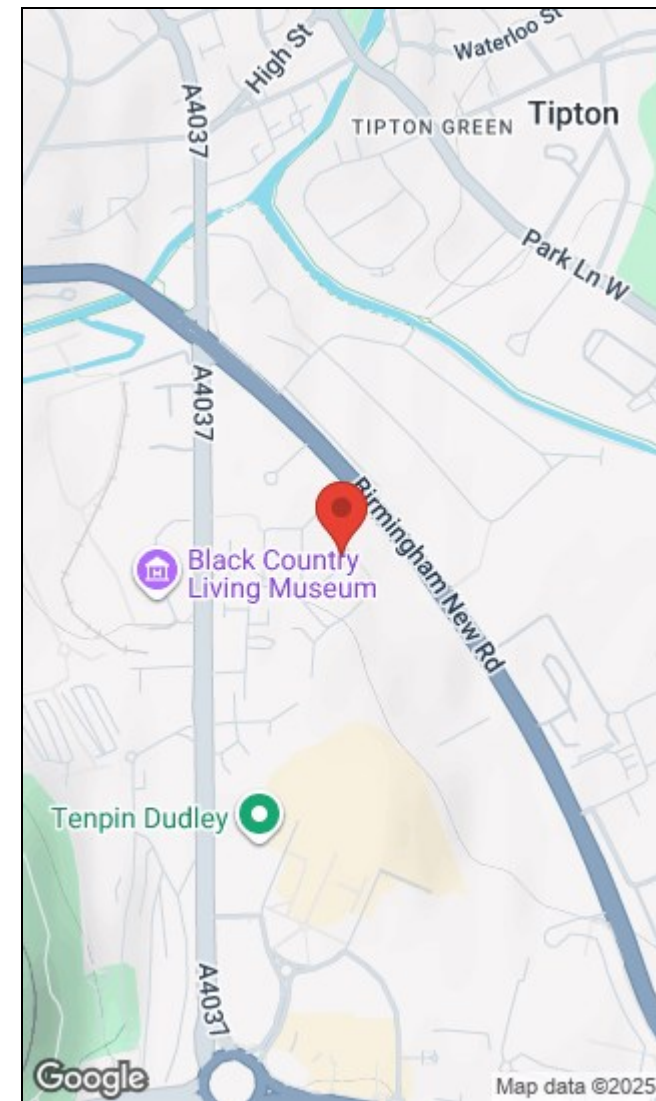 High St
Waterloo St
A4037
TIPTON GREEN
Tipton
Park Ln W
A4037
Birmingham New Rd
Black Country
Living Museum
Tenpin Dudley
A4037
Google
Map data ©2025